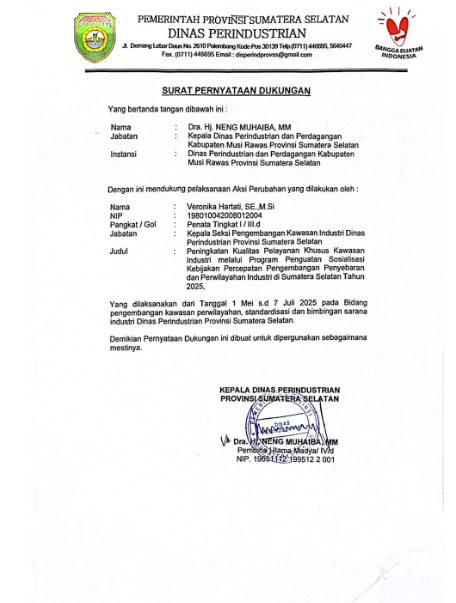 PEMERINTAH PROVINSI SUMATERA SELATAN
DINAS PERINDUSTRIAN
Jl. Demang Lebar Daun No. 2610 Palembang Kode Pos 30139 Telp.(0711) 446695, 5640447
Fax. (0711) 445695 Email : disperindprovss@gmail.com
BANGGA BUATAN
INDONESIA
SURAT PERNYATAAN DUKUNGAN
Yang bertanda tangan dibawah ini :
Nama : Dra. Hj. NENG MUHAIBA, MM
Jabatan : Kepala Dinas Perindustrian dan Perdagangan
Kabupaten Musi Rawas Provinsi Sumatera Selatan
Instansi : Dinas Perindustrian dan Perdagangan Kabupaten
Musi Rawas Provinsi Sumatera Selatan
Dengan ini mendukung pelaksanaan Aksi Perubahan yang dilakukan oleh :
Nama : Veronika Hartati, SE.,M.Si
NIP : 198010042008012004
Pangkat / Gol : Penata Tingkat I / III.d
Jabatan : Kepala Seksi Pengembangan Kawasan Industri Dinas
Perindustrian Provinsi Sumatera Selatan
Judul : Peningkatan Kualitas Pelayanan Khusus Kawasan
Industri melalui Program Penguatan Sosialisasi
Kebijakan Percepatan Pengembangan Penyebaran
dan Perwilayahan Industri di Sumatera Selatan Tahun
2025,
Yang dilaksanakan dari Tanggal 1 Mei s.d 7 Juli 2025 pada Bidang
pengembangan kawasan perwilayahan, standardisasi dan bimbingan sarana
industri Dinas Perindustrian Provinsi Sumatera Selatan.
Demikian Pernyataan Dukungan ini dibuat untuk dipergunakan sebagaimana
mestinya.
KEPALA DINAS PERINDUSTRIAN
PROVINSI SUMATERA SELATAN
DINAS
Dra. Hj. NENG MUHAIBA, MM
Pembina Utama Madya/ IV/d
NIP. 19651112 199512 2 001